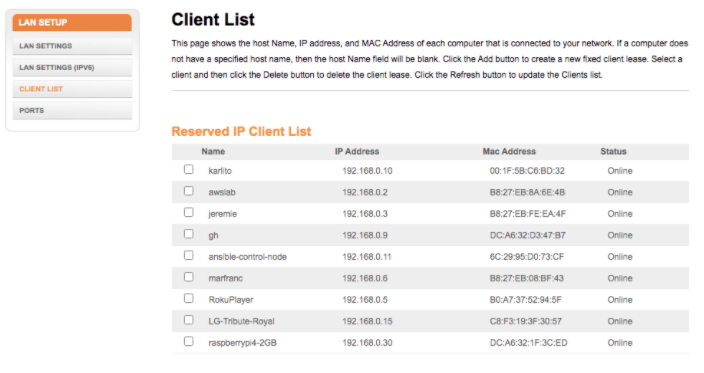 LAN SETUP
LAN SETTINGS
LAN SETTINGS (IPV6)
CLIENT LIST
PORTS
Client List
This page shows the host Name, IP address, and MAC Address of each computer that is connected to your network. If a computer does
not have a specified host name, then the host Name field will be blank. Click the Add button to create a new fixed client lease. Select a
client and then click the Delete button to delete the client lease. Click the Refresh button to update the Clients list.
Reserved IP Client List
Name IP Address Mac Address Status
karlito 192.168.0.10 00:1F:5B:C6:BD:32 Online
awslab 192.168.0.2 B8:27:EB:8A:6E:4B Online
jeremie 192.168.0.3 B8:27:EB:FE:EA:4F Online
gh 192.168.0.9 DC:A6:32:D3:47:B7 Online
ansible-control-node 192.168.0.11 6C:29:95:D0:73:CF Online
marfranc 192.168.0.6 B8:27:EB:08:BF:43 Online
RokuPlayer 192.168.0.5 B0:A7:37:52:94:5F Online
LG-Tribute-Royal 192.168.0.15 C8:F3:19:3F:30:57 Online
raspberrypi4-2GB 192.168.0.30 DC:A6:32:1F:3C:ED Online